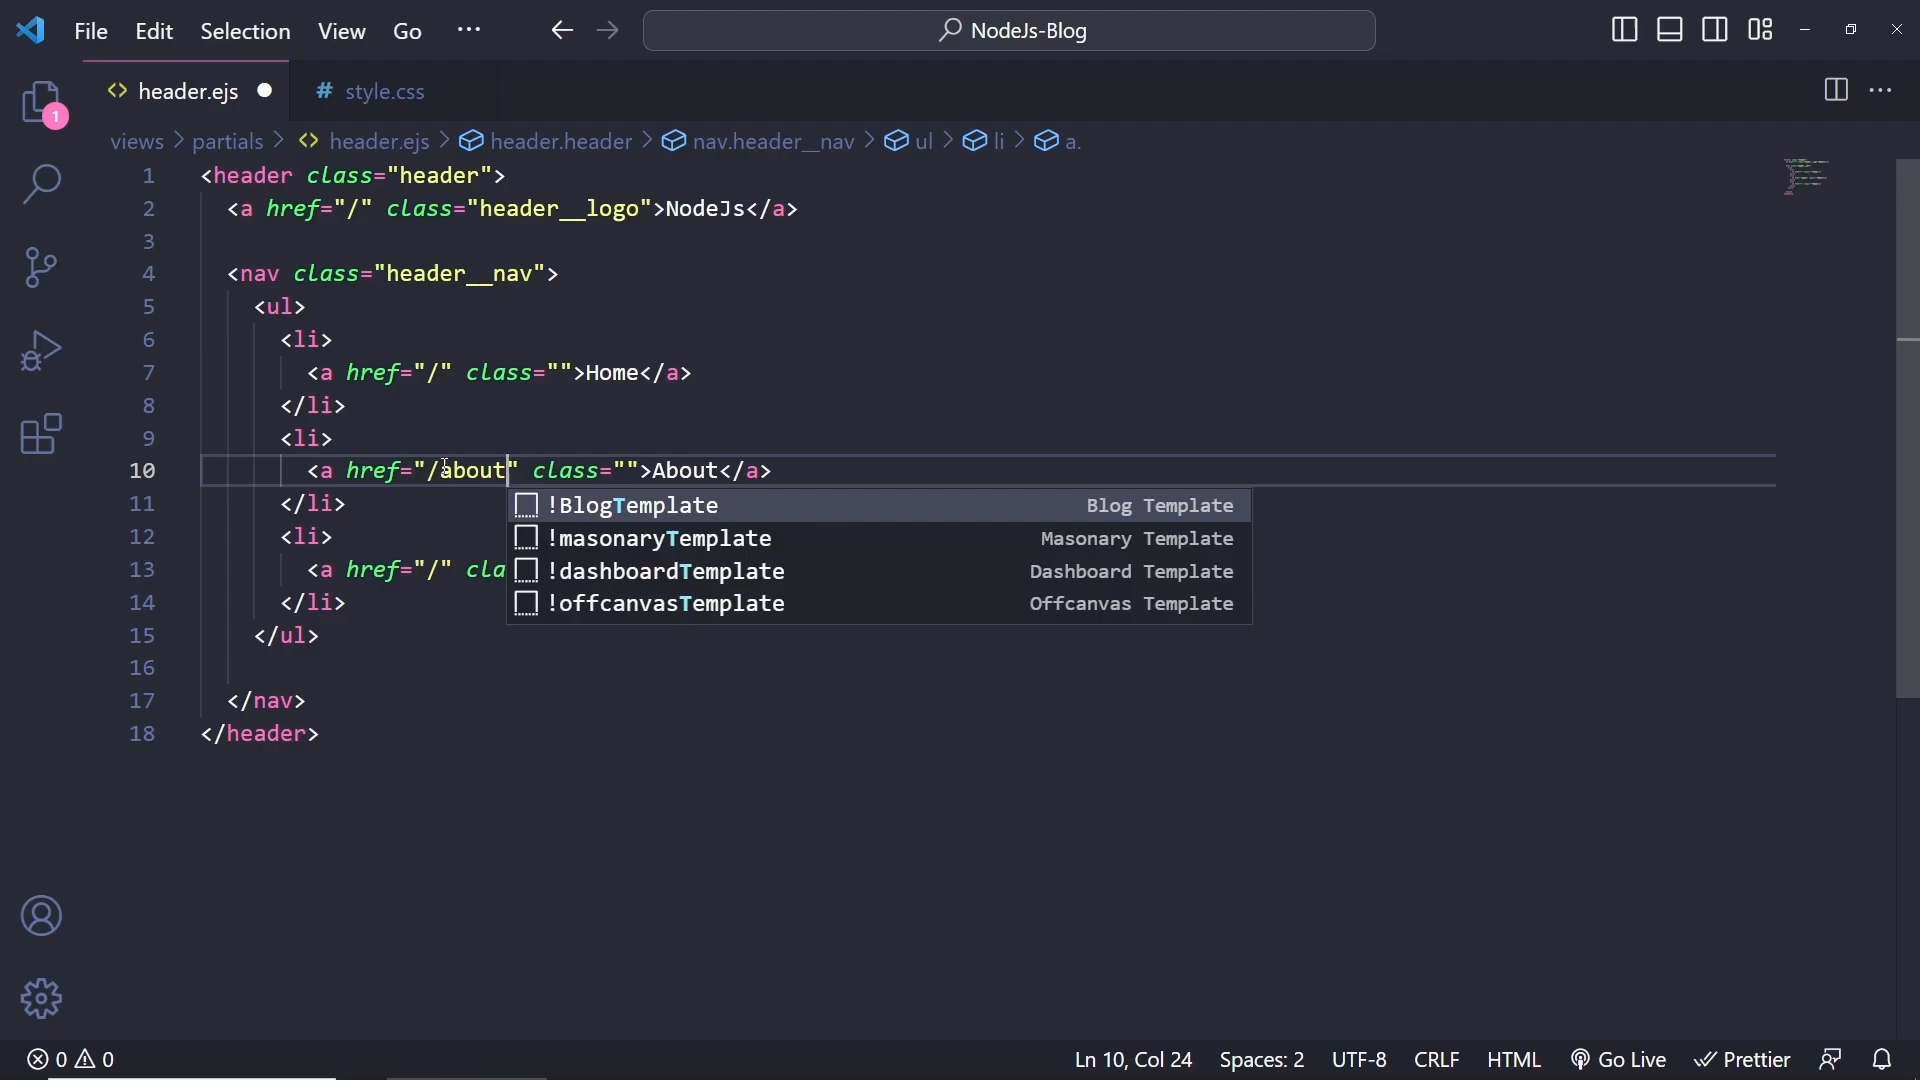 File Edit Selection View Go ··· NodeJs-Blog
1
<> header.ejs # style.css
views > partials > <> header.ejs > header.header > nav.header__nav > ul > li > a.
1 <header class="header">
2 <a href="/" class="header__logo">NodeJs</a>
3
4 <nav class="header__nav">
5 <ul>
6 <li>
7 <a href="/" class="">Home</a>
8 </li>
9 <li>
10 <a href="/about" class="">About</a>
11 </li>
!BlogTemplate Blog Template
12 <li>
!masonaryTemplate Masonary Template
13 <a href="/" cla
!dashboardTemplate Dashboard Template
14 </li>
!offcanvasTemplate Offcanvas Template
15 </ul>
16
17 </nav>
18 </header>
0 0 Ln 10, Col 24 Spaces: 2 UTF-8 CRLF HTML Go Live Prettier